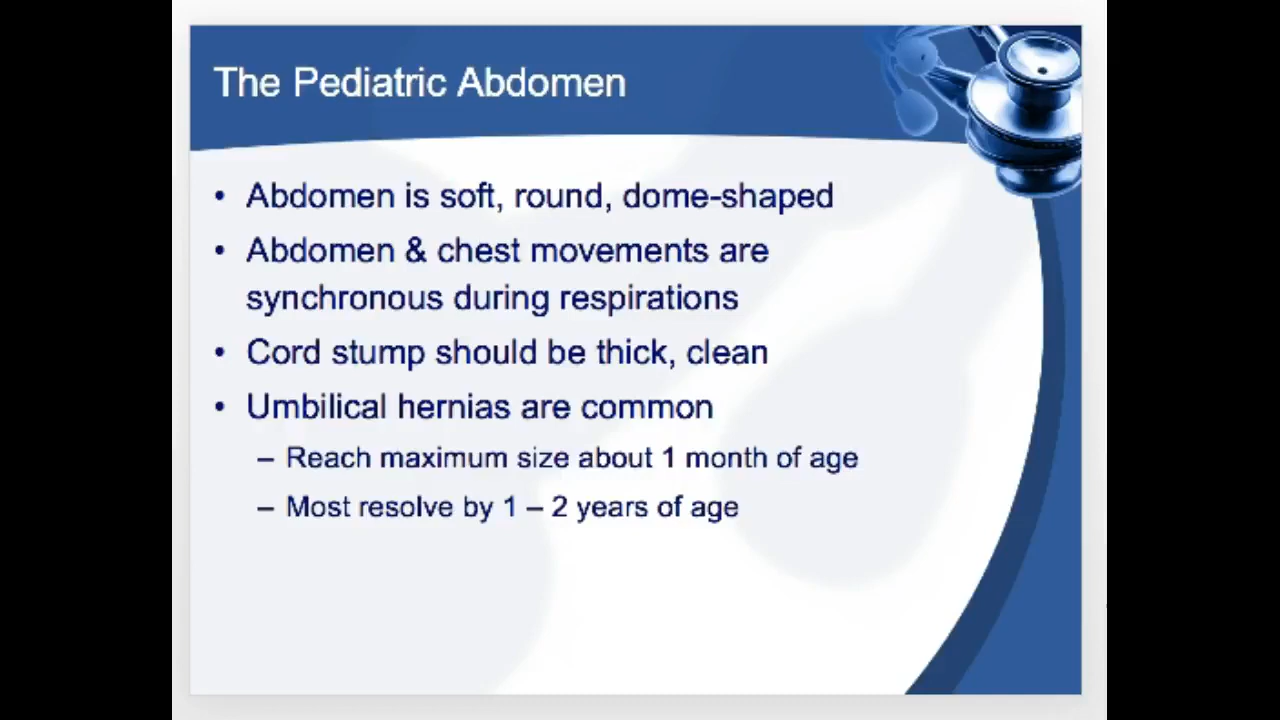 The Pediatric Abdomen
• Abdomen is soft, round, dome-shaped
• Abdomen & chest movements are
synchronous during respirations
• Cord stump should be thick, clean
• Umbilical hernias are common
– Reach maximum size about 1 month of age
– Most resolve by 1 – 2 years of age